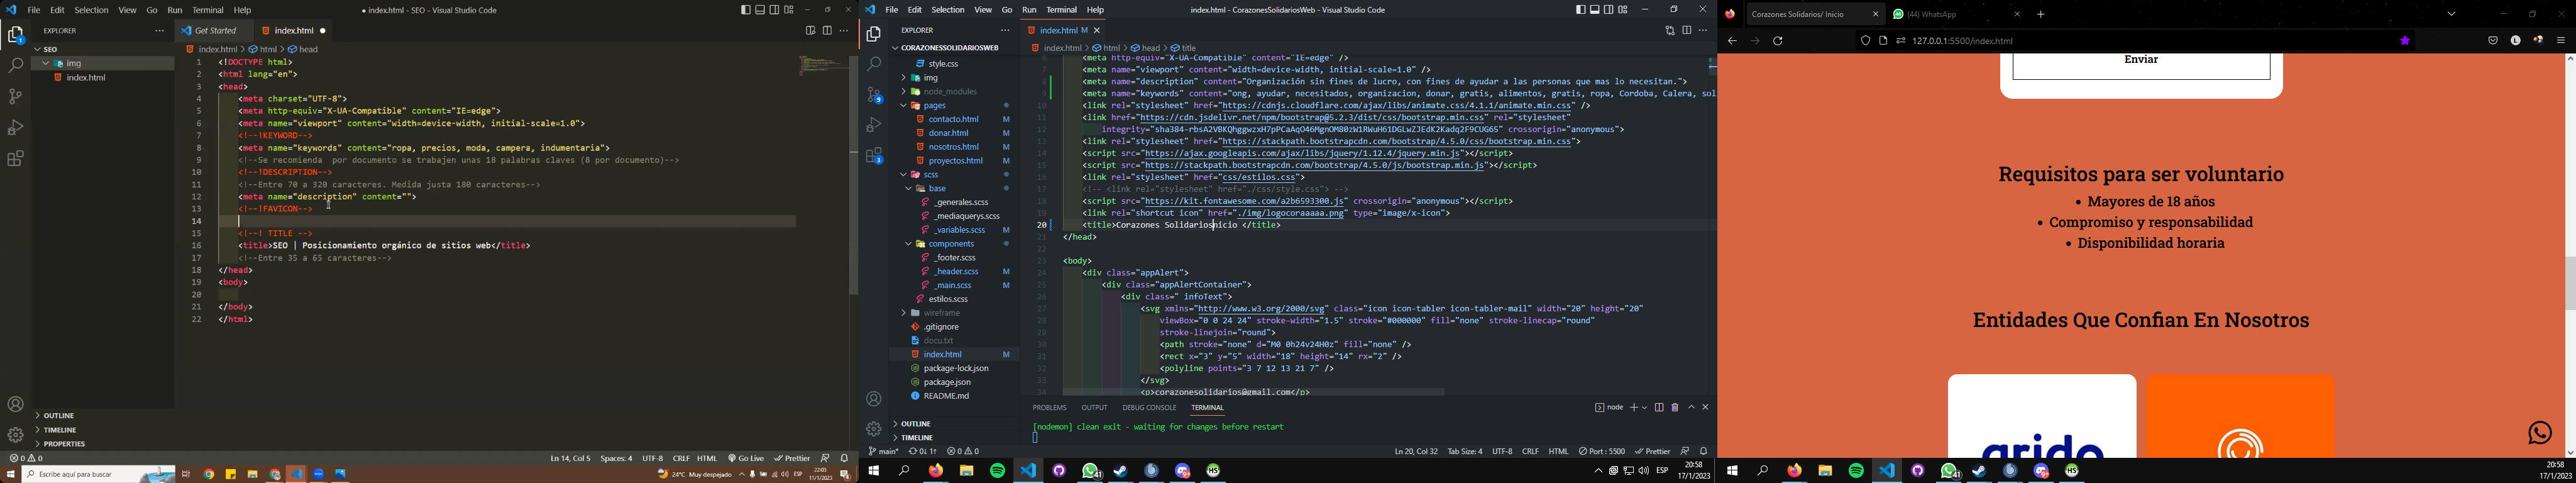 File Edit Selection View Go Run Terminal Help
● index.html - SEO - Visual Studio Code
EXPLORER
SEO
img
index.html
OUTLINE
TIMELINE
PROPERTIES
Get Started
index.html
index.html > html > head
1 <!DOCTYPE html>
2 <html lang="en">
3 <head>
4 <meta charset="UTF-8">
5 <meta http-equiv="X-UA-Compatible" content="IE=edge">
6 <meta name="viewport" content="width=device-width, initial-scale=1.0">
7 <!--!KEYWORD-->
8 <meta name="keywords" content="ropa, precios, moda, campera, indumentaria">
9 <!--Se recomienda por documento se trabajen unas 18 palabras claves (8 por documento)-->
10 <!--!DESCRIPTION-->
11 <!--Entre 70 a 320 caracteres. Medida justa 180 caracteres-->
12 <meta name="description" content="">
13 <!--!FAVICON-->
14
15 <!--! TITLE -->
16 <title>SEO | Posicionamiento orgánico de sitios web</title>
17 <!--Entre 35 a 65 caracteres-->
18 </head>
19 <body>
20
21 </body>
22 </html>
0 0
Ln 14, Col 5 Spaces: 4 UTF-8 CRLF HTML Go Live Prettier
Escribe aquí para buscar
24°C Muy despejado
ESP
22:03
11/1/2023
File Edit Selection View Go Run Terminal Help
index.html - CorazonesSolidariosWeb - Visual Studio Code
EXPLORER
CORAZONESSOLIDARIOSWEB
style.css
img
node_modules
pages
contacto.html
donar.html
nosotros.html
proyectos.html
scss
base
_generales.scss
_mediaquerys.scss
_variables.scss M
components
_footer.scss
_header.scss M
_main.scss M
estilos.scss
wireframe
.gitignore
docu.txt
index.html M
package-lock.json
package.json
README.md
OUTLINE
TIMELINE
index.html M
index.html > html > head > title
6 <meta http-equiv="X-UA-Compatible" content="IE=edge" />
7 <meta name="viewport" content="width=device-width, initial-scale=1.0" />
8 <meta name="description" content="Organización sin fines de lucro, con fines de ayudar a las personas que mas lo necesitan.">
9 <meta name="keywords" content="ong, ayudar, necesitados, organizacion, donar, gratis, alimentos, gratis, ropa, Cordoba, Calera, sol
10 <link rel="stylesheet" href="https://cdnjs.cloudflare.com/ajax/libs/animate.css/4.1.1/animate.min.css" />
11 <link href="https://cdn.jsdelivr.net/npm/bootstrap@5.2.3/dist/css/bootstrap.min.css" rel="stylesheet"
12 integrity="sha384-rbsA2VBKQhggwzxH7pPCaAqO46MgnOM80zW1RWuH61DGLwZJEdK2Kadq2F9CUG65" crossorigin="anonymous">
13 <link rel="stylesheet" href="https://stackpath.bootstrapcdn.com/bootstrap/4.5.0/css/bootstrap.min.css">
14 <script src="https://ajax.googleapis.com/ajax/libs/jquery/1.12.4/jquery.min.js"></script>
15 <script src="https://stackpath.bootstrapcdn.com/bootstrap/4.5.0/js/bootstrap.min.js"></script>
16 <link rel="stylesheet" href="css/estilos.css">
17 <!-- <link rel="stylesheet" href="./css/style.css"> -->
18 <script src="https://kit.fontawesome.com/a2b6593300.js" crossorigin="anonymous"></script>
19 <link rel="shortcut icon" href="./img/logocoraaaaa.png" type="image/x-icon">
20 <title>Corazones Solidariosnicio </title>
21 </head>
22
23 <body>
24 <div class="appAlert">
25 <div class="appAlertContainer">
26 <div class=" infoText">
27 <svg xmlns="http://www.w3.org/2000/svg" class="icon icon-tabler icon-tabler-mail" width="20" height="20"
28 viewBox="0 0 24 24" stroke-width="1.5" stroke="#000000" fill="none" stroke-linecap="round"
29 stroke-linejoin="round">
30 <path stroke="none" d="M0 0h24v24H0z" fill="none" />
31 <rect x="3" y="5" width="18" height="14" rx="2" />
32 <polyline points="3 7 12 13 21 7" />
33 </svg>
34 <p>corazonesolidarios@gmail.com</p>
PROBLEMS OUTPUT DEBUG CONSOLE TERMINAL
node
[nodemon] clean exit - waiting for changes before restart
main* 0↓ 1↑ 0 0
Ln 20, Col 32 Tab Size: 4 UTF-8 CRLF HTML Port : 5500 Prettier
ESP
20:58
17/1/2023
Corazones Solidarios/ Inicio
(44) WhatsApp
127.0.0.1:5500/index.html
Enviar
Requisitos para ser voluntario
• Mayores de 18 años
• Compromiso y responsabilidad
• Disponibilidad horaria
Entidades Que Confian En Nosotros
20:58
17/1/2023